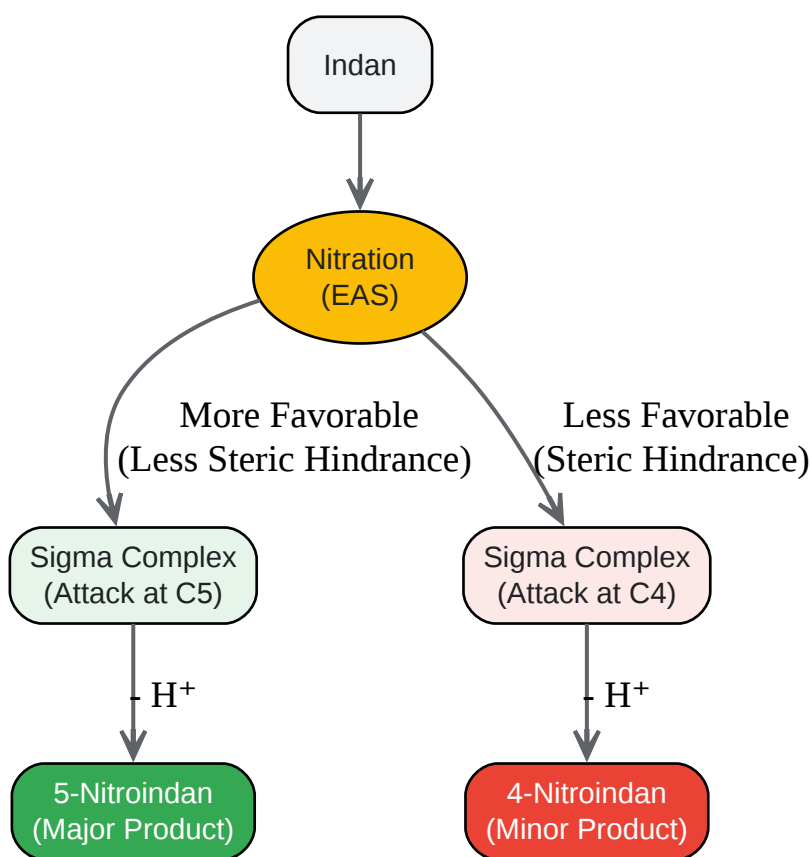 Indan
Nitration
(EAS)
More Favorable
(Less Steric Hindrance)
Less Favorable
(Steric Hindrance)
Sigma Complex
(Attack at C5)
Sigma Complex
(Attack at C4)
- H⁺
- H⁺
5-Nitroindan
(Major Product)
4-Nitroindan
(Minor Product)